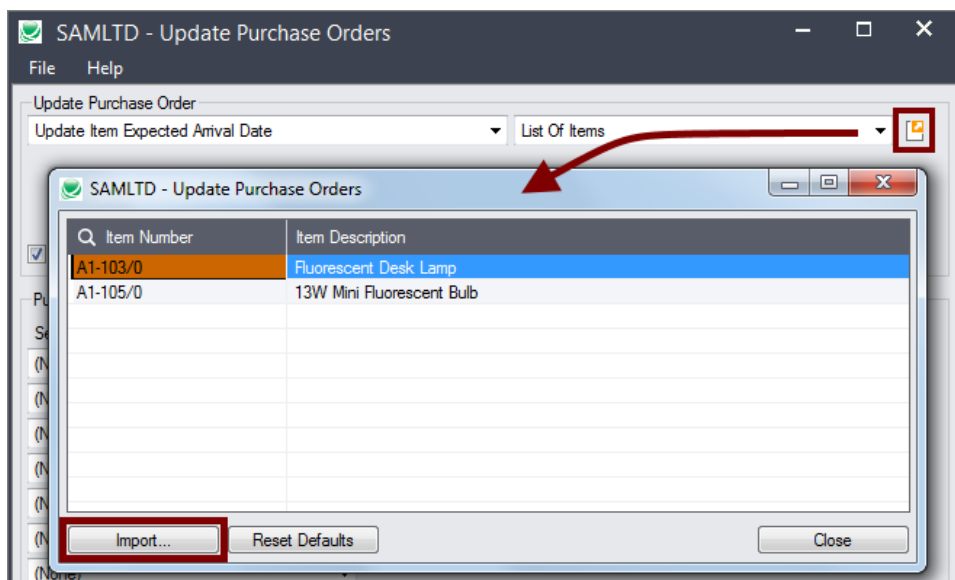 SAMLTD - Update Purchase Orders
File Help
Update Purchase Order
Update Item Expected Arrival Date List Of Items
SAMLTD - Update Purchase Orders
Item Number Item Description
A1-103/0 Fluorescent Desk Lamp
A1-105/0 13W Mini Fluorescent Bulb
Import... Reset Defaults Close
(None)